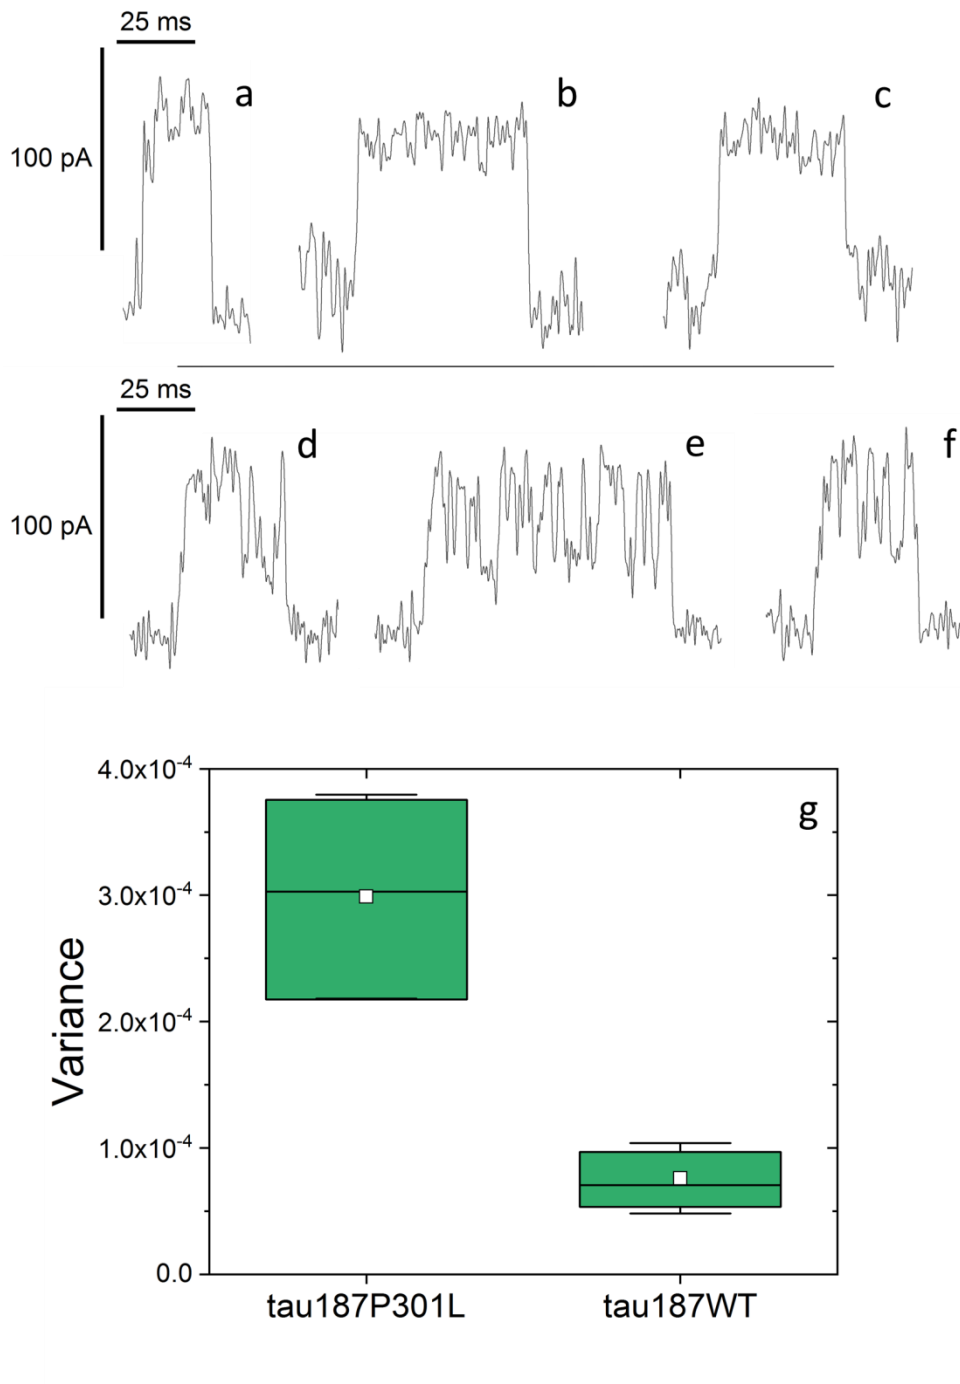 25 ms
a
b
c
100 pA
25 ms
d
e
f
100 pA
g
4.0x10⁻⁴
3.0x10⁻⁴
2.0x10⁻⁴
1.0x10⁻⁴
0.0
Variance
tau187P301L
tau187WT